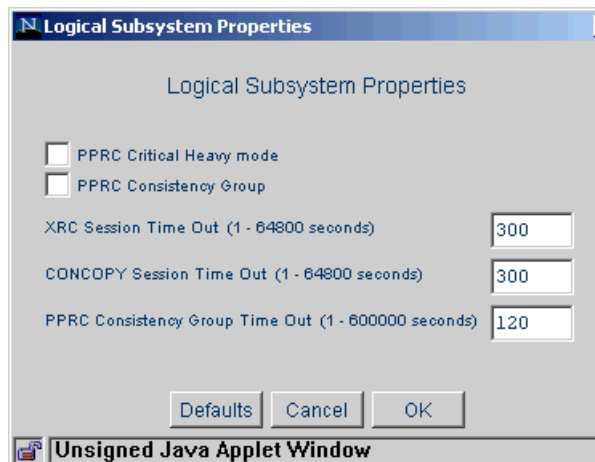 Logical Subsystem Properties
Logical Subsystem Properties
PPRC Critical Heavy mode
PPRC Consistency Group
XRC Session Time Out (1 - 64800 seconds) 300
CONCOPY Session Time Out (1 - 64800 seconds) 300
PPRC Consistency Group Time Out (1 - 600000 seconds) 120
Defaults Cancel OK
Unsigned Java Applet Window